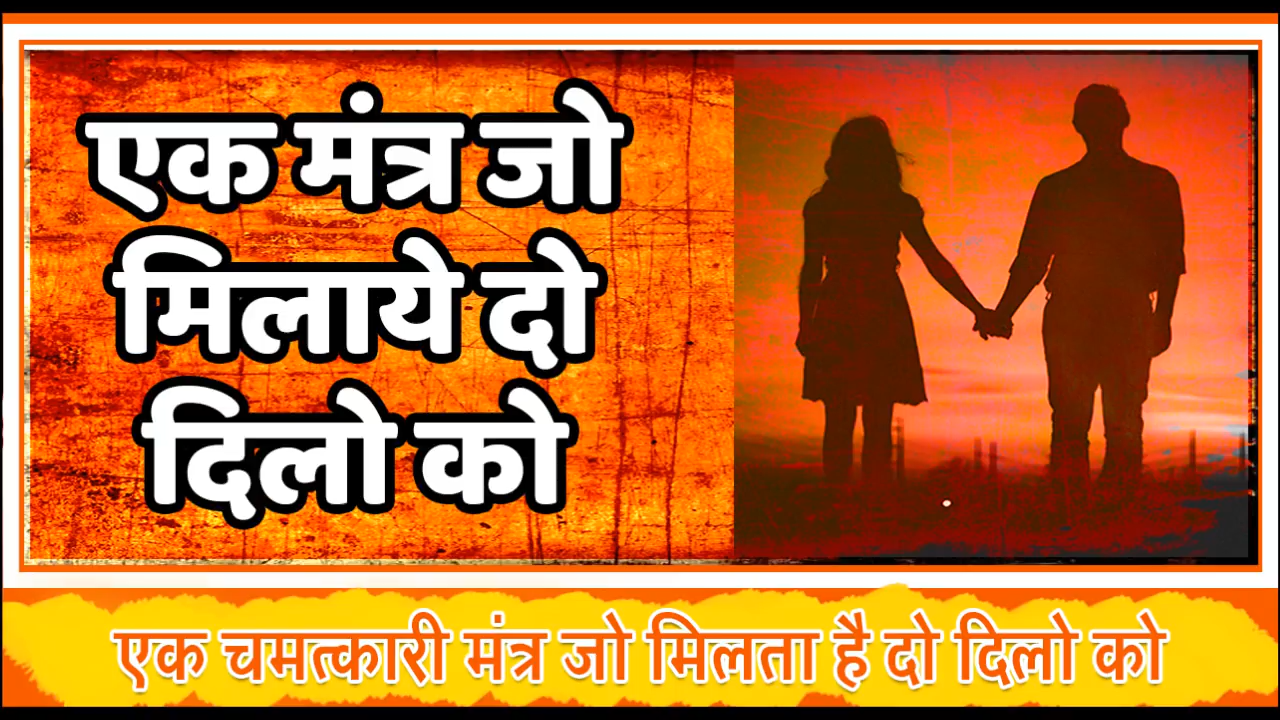 एक मंत्र जो
मिलाये दो
दिलो को
एक चमत्कारी मंत्र जो मिलता है दो दिलो को